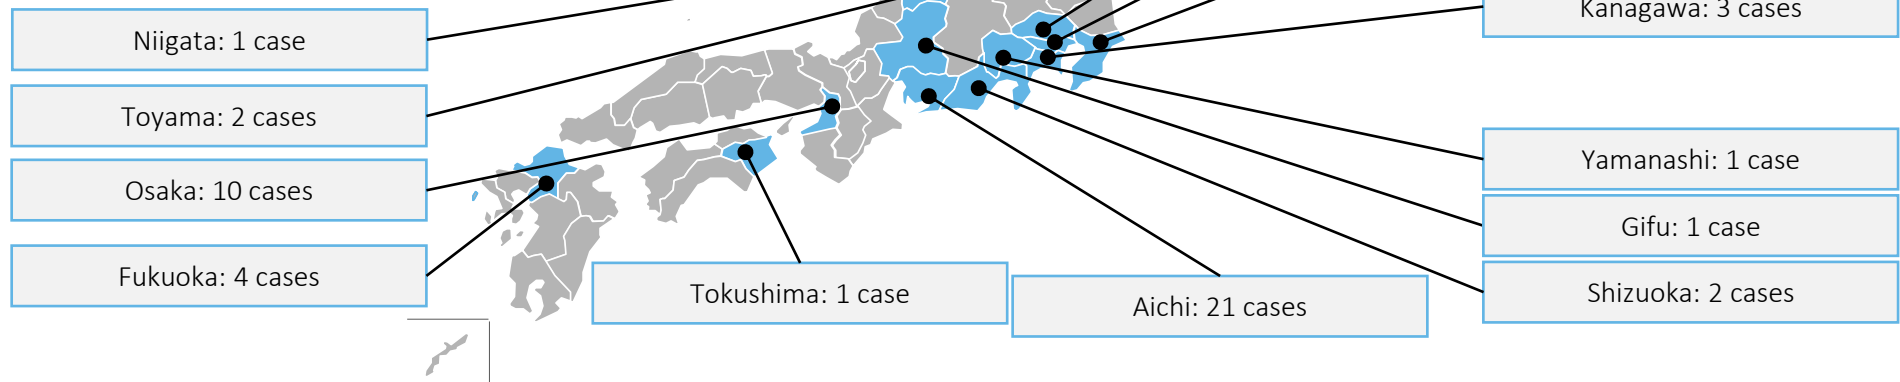 Kanagawa: 3 cases
Niigata: 1 case
Toyama: 2 cases
Yamanashi: 1 case
Osaka: 10 cases
Gifu: 1 case
Fukuoka: 4 cases
Tokushima: 1 case
Aichi: 21 cases
Shizuoka: 2 cases